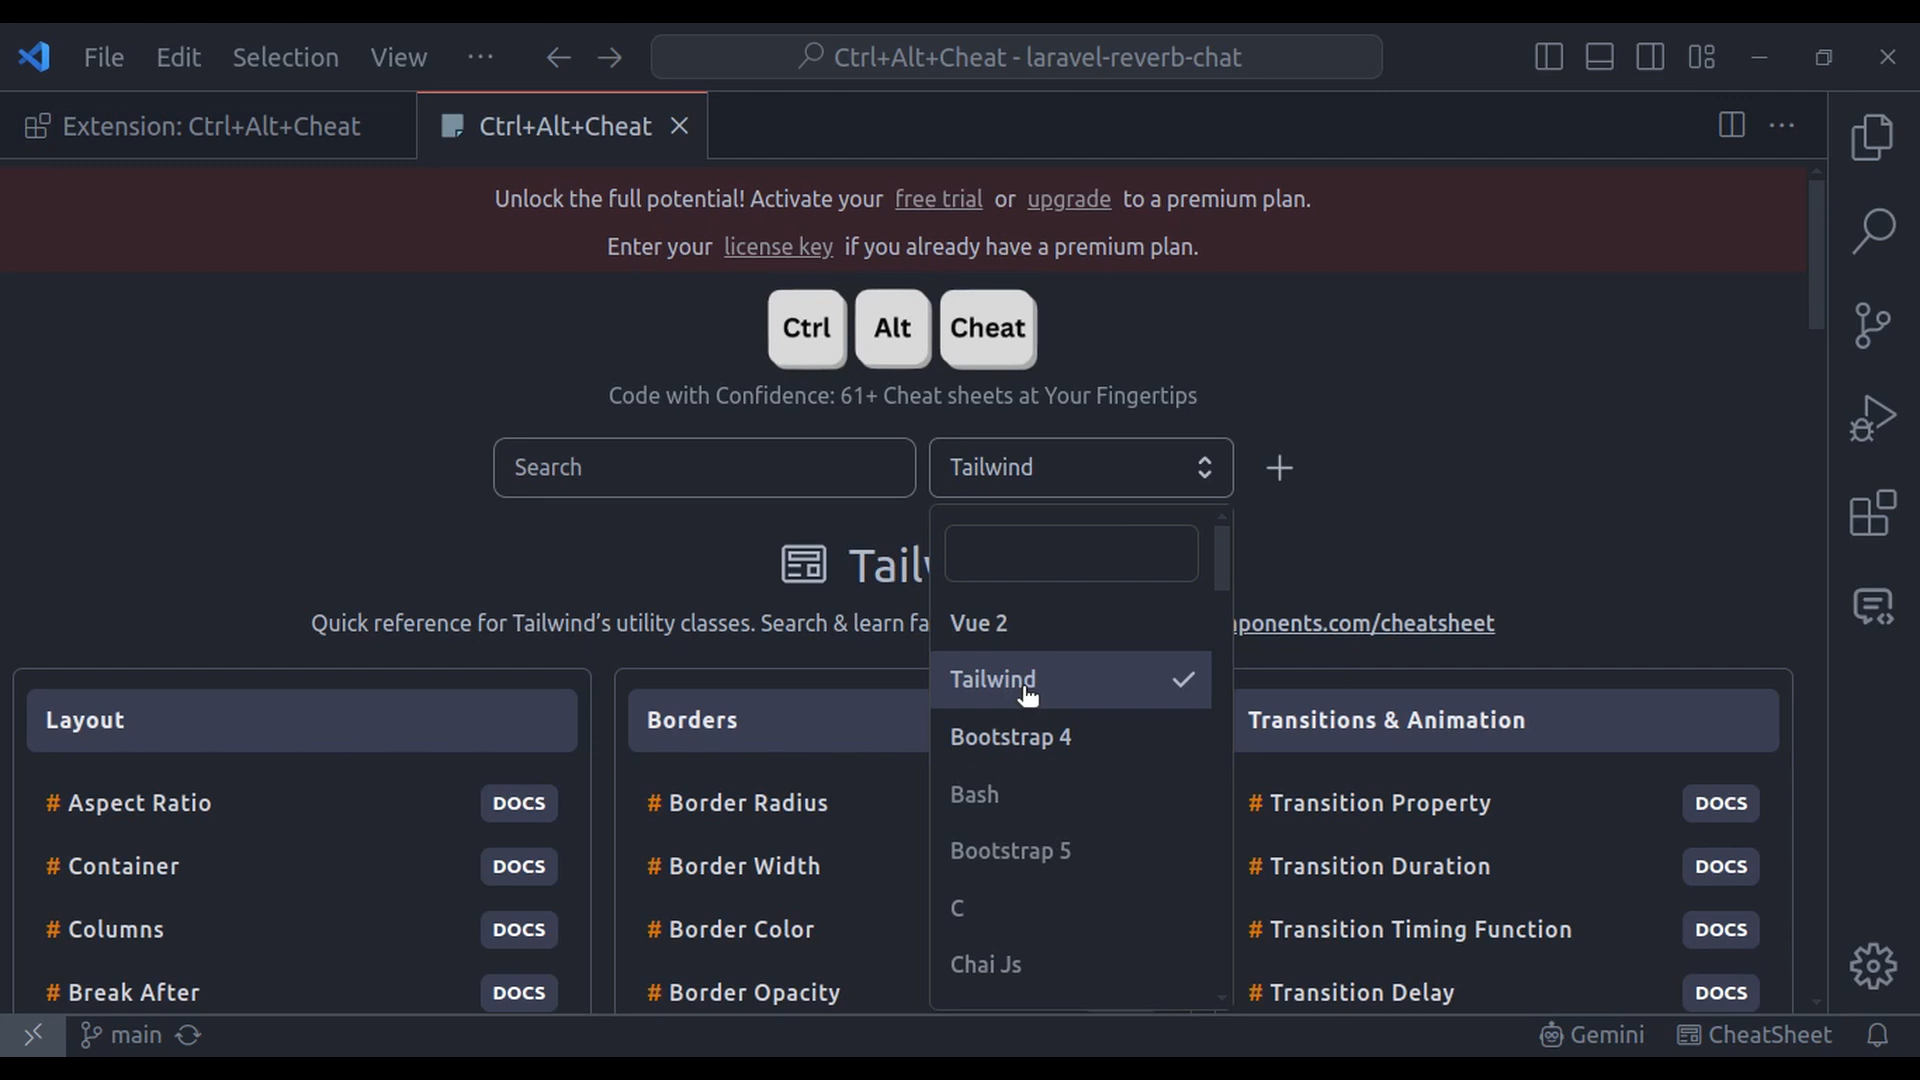 File Edit Selection View ···
Ctrl+Alt+Cheat - laravel-reverb-chat
Extension: Ctrl+Alt+Cheat
Ctrl+Alt+Cheat
Unlock the full potential! Activate your free trial or upgrade to a premium plan.
Enter your license key if you already have a premium plan.
Ctrl Alt Cheat
Code with Confidence: 61+ Cheat sheets at Your Fingertips
Search
Tailwind
Quick reference for Tailwind's utility classes. Search & learn
ponents.com/cheatsheet
Vue 2
Tailwind
Bootstrap 4
Bash
Bootstrap 5
C
Chai Js
Layout
# Aspect Ratio DOCS
# Container DOCS
# Columns DOCS
# Break After DOCS
Borders
# Border Radius
# Border Width
# Border Color
# Border Opacity
Transitions & Animation
# Transition Property DOCS
# Transition Duration DOCS
# Transition Timing Function DOCS
# Transition Delay DOCS
main
Gemini
CheatSheet